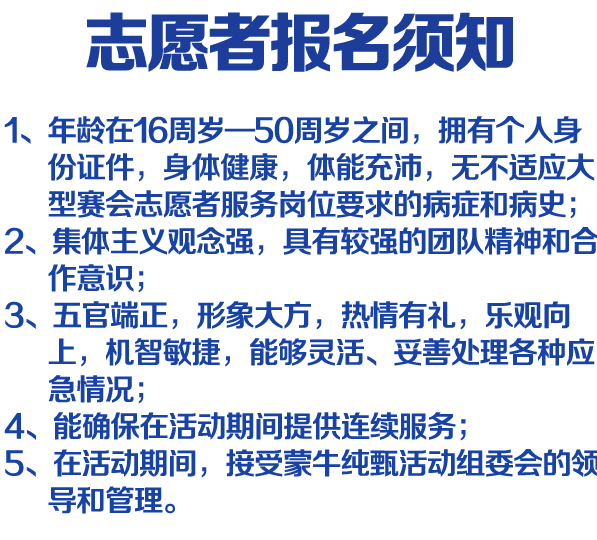 志愿者报名须知
1、年龄在16周岁—50周岁之间，拥有个人身
份证件，身体健康，体能充沛，无不适应大
型赛会志愿者服务岗位要求的病症和病史；
2、集体主义观念强，具有较强的团队精神和合
作意识；
3、五官端正，形象大方，热情有礼，乐观向
上，机智敏捷，能够灵活、妥善处理各种应
急情况；
4、能确保在活动期间提供连续服务；
5、在活动期间，接受蒙牛纯甄活动组委会的领
导和管理。